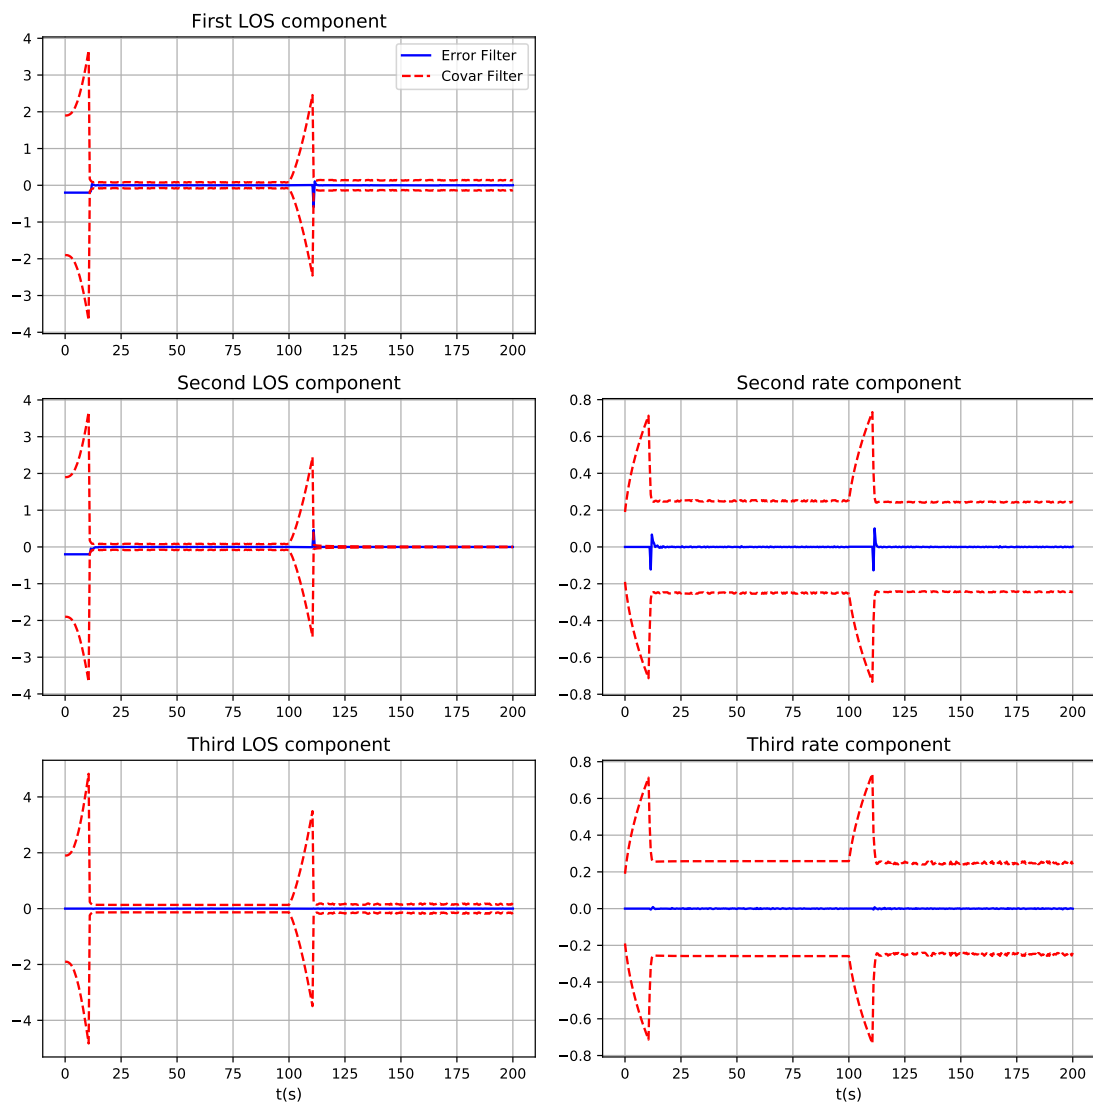 First LOS component
4
3
2
1
0
−1
−2
−3
−4
Error Filter
Covar Filter
0 25 50 75 100 125 150 175 200
Second LOS component
4
3
2
1
0
−1
−2
−3
−4
0 25 50 75 100 125 150 175 200
Second rate component
0.8
0.6
0.4
0.2
0.0
−0.2
−0.4
−0.6
−0.8
0 25 50 75 100 125 150 175 200
Third LOS component
4
2
0
−2
−4
0 25 50 75 100 125 150 175 200
t(s)
Third rate component
0.8
0.6
0.4
0.2
0.0
−0.2
−0.4
−0.6
−0.8
0 25 50 75 100 125 150 175 200
t(s)